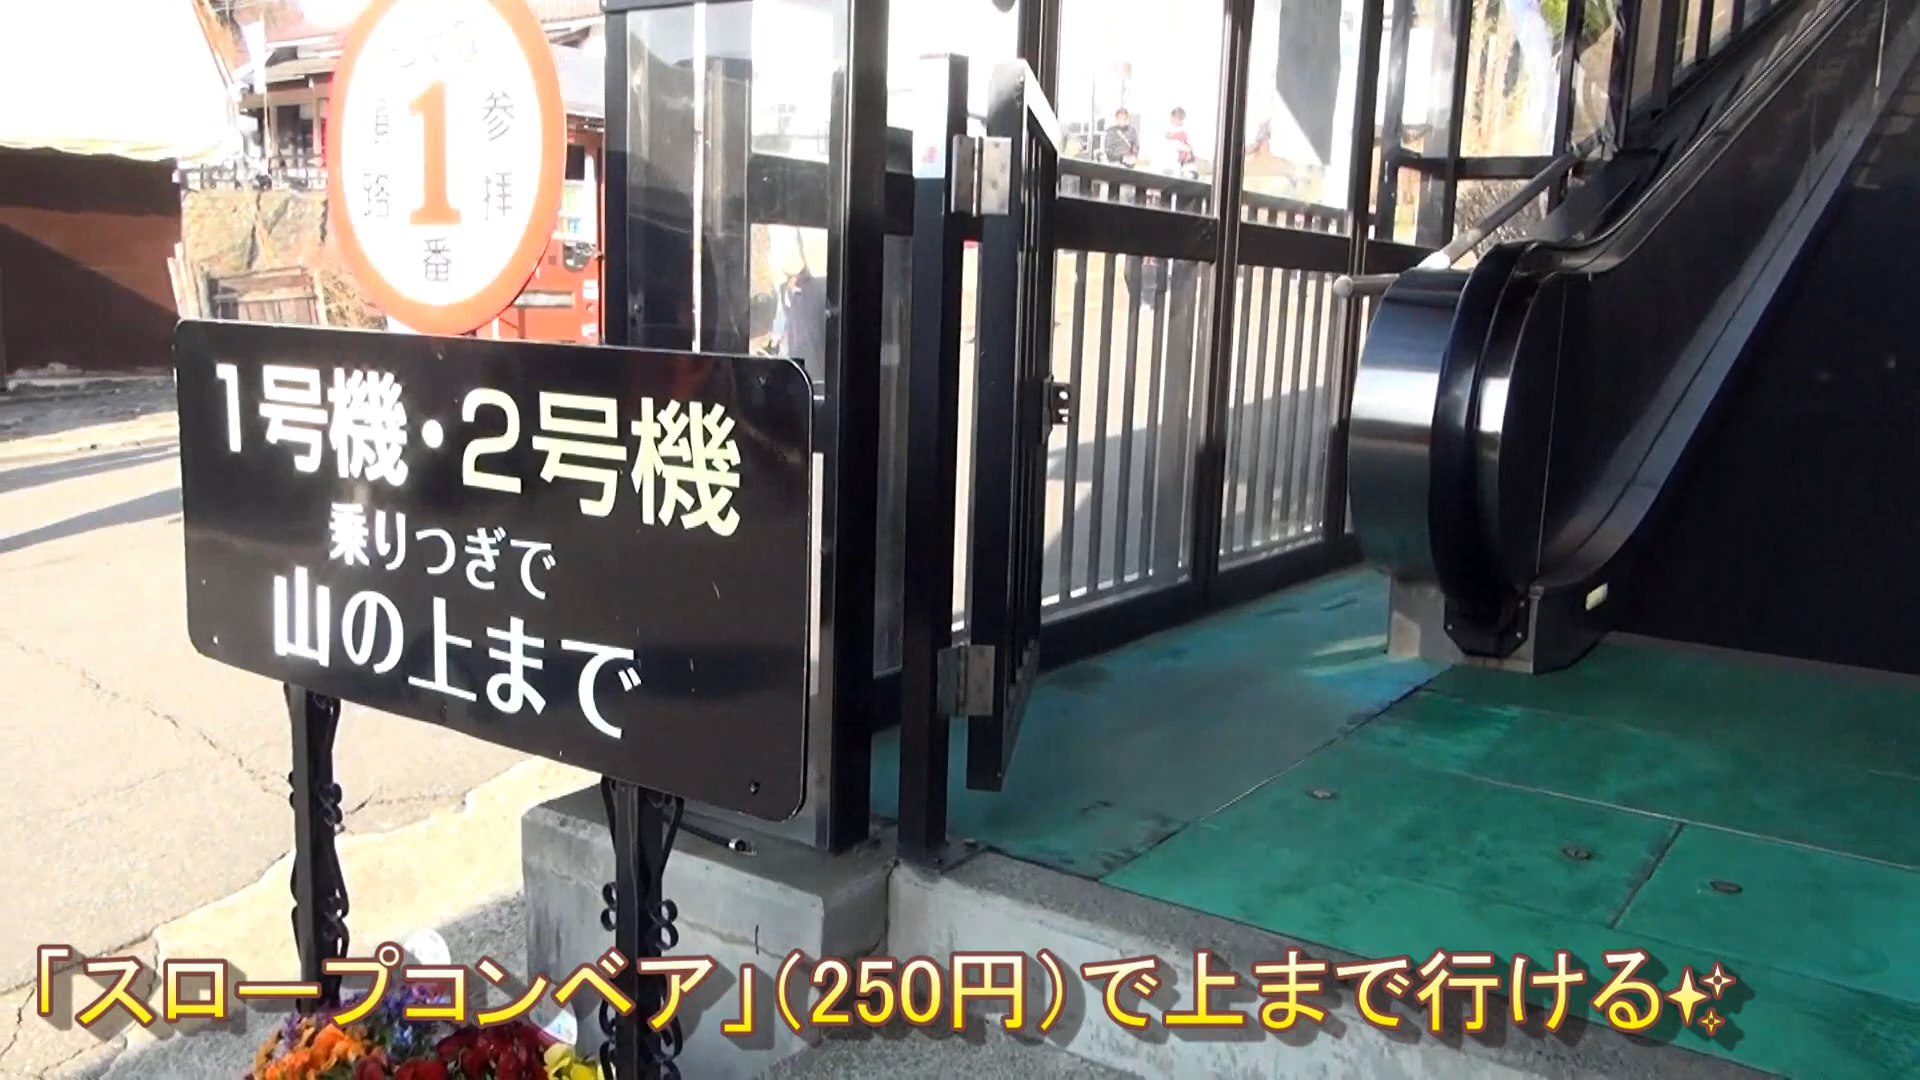 参拝
1
番
1号機・2号機
乗りつぎで
山の上まで
「スロープコンベア」（250円）で上まで行ける✨